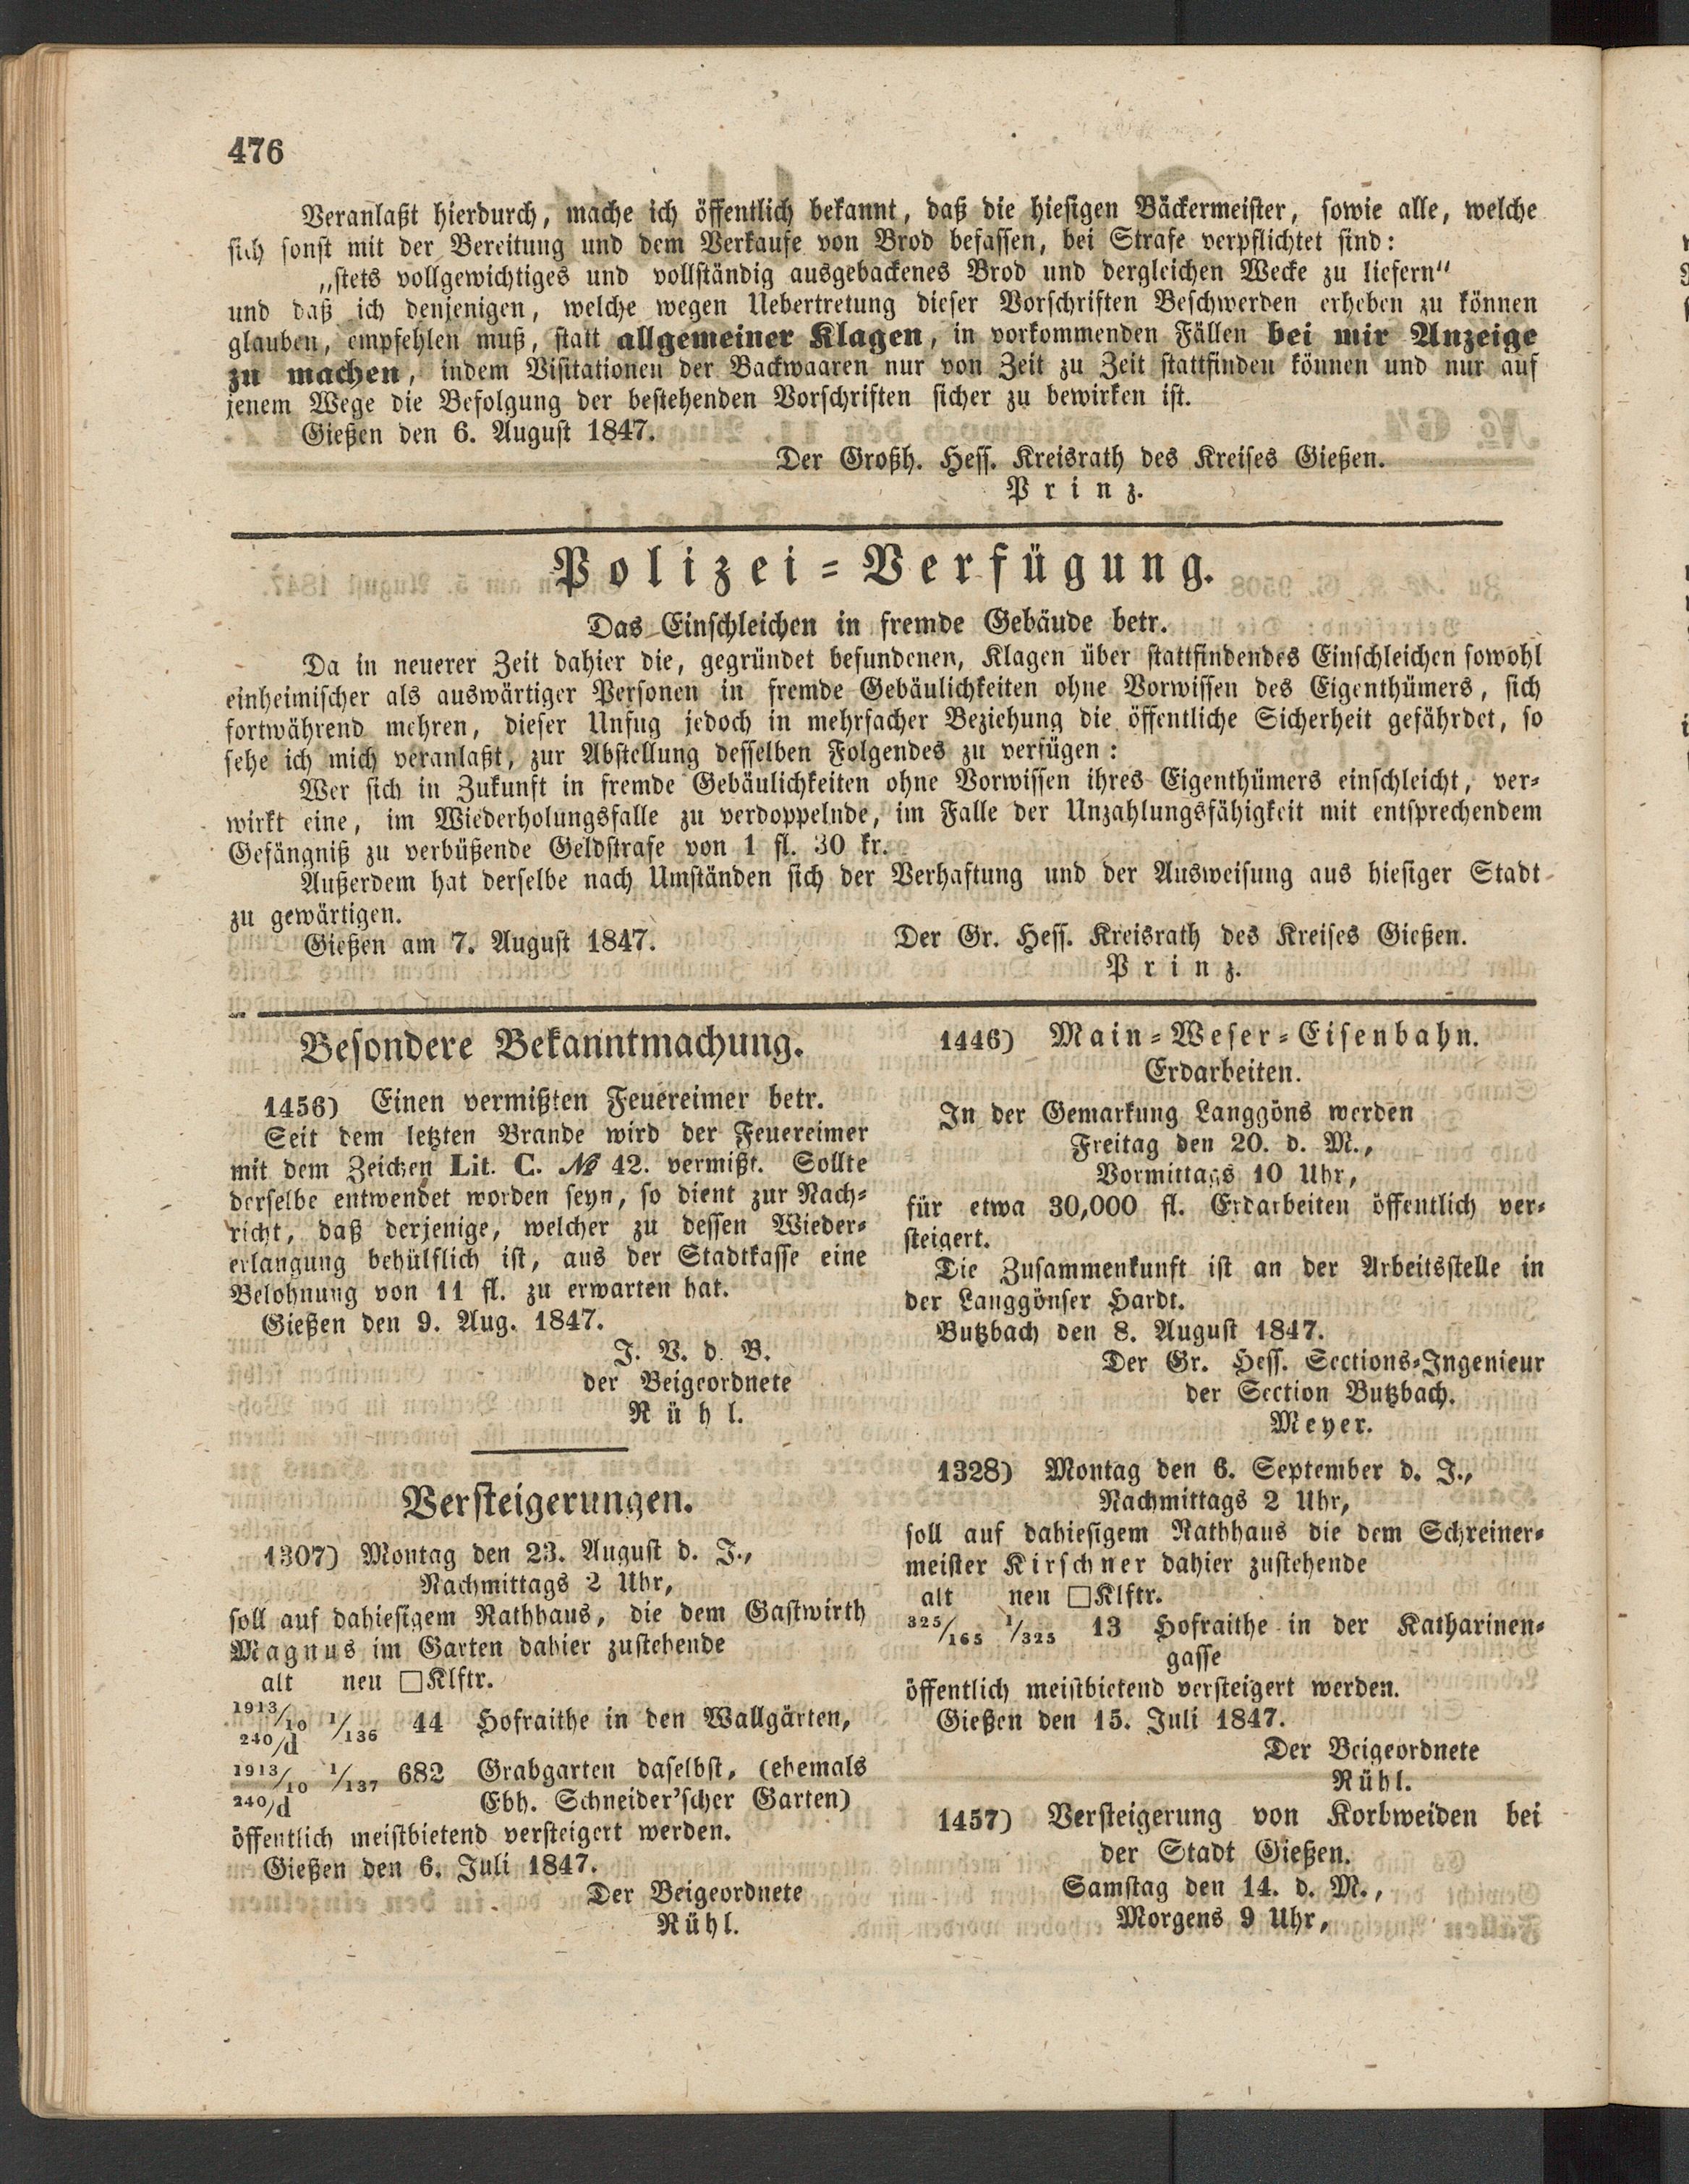 476
Veranlaßt hierdurch, mache ich öffentlich bekannt, daß die hiesigen Bäckermeister, sowie alle, welche
sich sonst mit der Bereitung und dem Verkaufe von Brod befassen, bei Strafe verpflichtet sind:
„stets vollgewichtiges und vollständig ausgebackenes Brod und dergleichen Wecke zu liefern“
und daß ich denjenigen, welche wegen Uebertretung dieser Vorschriften Beschwerden erheben zu können
glauben, empfehlen muß, statt allgemeiner Klagen, in vorkommenden Fällen bei mir Anzeige
zu machen, indem Visitationen der Backwaaren nur von Zeit zu Zeit stattfinden können und nur auf
jenem Wege die Befolgung der bestehenden Vorschriften sicher zu bewirken ist.
Gießen den 6. August 1847.
Der Großh. Hess. Kreisrath des Kreises Gießen.
Prinz.
Polizei-Verfügung.
Das Einschleichen in fremde Gebäude betr.
Da in neuerer Zeit dahier die, gegründet befundenen, Klagen über stattfindendes Einschleichen sowohl
einheimischer als auswärtiger Personen in fremde Gebäulichkeiten ohne Vorwissen des Eigenthümers, sich
fortwährend mehren, dieser Unfug jedoch in mehrfacher Beziehung die öffentliche Sicherheit gefährdet, so
sehe ich mich veranlaßt, zur Abstellung desselben Folgendes zu verfügen:
Wer sich in Zukunft in fremde Gebäulichkeiten ohne Vorwissen ihres Eigenthümers einschleicht, ver-
wirkt eine, im Wiederholungsfalle zu verdoppelnde, im Falle der Unzahlungsfähigkeit mit entsprechendem
Gefängniß zu verbüßende Geldstrafe von 1 fl. 30 kr.
Außerdem hat derselbe nach Umständen sich der Verhaftung und der Ausweisung aus hiesiger Stadt
zu gewärtigen.
Gießen am 7. August 1847.
Der Gr. Hess. Kreisrath des Kreises Gießen.
Prinz.
Besondere Bekanntmachung.
1456) Einen vermißten Feuereimer betr.
Seit dem letzten Brande wird der Feuereimer
mit dem Zeichen Lit. C. № 42. vermißt. Sollte
derselbe entwendet worden seyn, so dient zur Nach-
richt, daß derjenige, welcher zu dessen Wieder-
erlangung behülflich ist, aus der Stadtkasse eine
Belohnung von 11 fl. zu erwarten hat.
Gießen den 9. Aug. 1847.
J. V. d. B.
der Beigeordnete
Rühl.
Versteigerungen.
1307) Montag den 23. August d. J.,
Nachmittags 2 Uhr,
soll auf dahiesigem Rathhaus, die dem Gastwirth
Magnus im Garten dahier zustehende
alt neu □Klftr.
1913/10 1/136 44 Hofraithe in den Wallgärten,
240/d
1913/10 1/137 682 Grabgarten daselbst, (ehemals
240/d Ebh. Schneider'scher Garten)
öffentlich meistbietend versteigert werden.
Gießen den 6. Juli 1847.
Der Beigeordnete
Rühl.
1446) Main-Weser-Eisenbahn.
Erdarbeiten.
In der Gemarkung Langgöns werden
Freitag den 20. d. M.,
Vormittags 10 Uhr,
für etwa 30,000 fl. Erdarbeiten öffentlich ver-
steigert.
Die Zusammenkunft ist an der Arbeitsstelle in
der Langgönser Hardt.
Butzbach den 8. August 1847.
Der Gr. Hess. Sections-Ingenieur
der Section Butzbach.
Meyer.
1328) Montag den 6. September d. J.,
Nachmittags 2 Uhr,
soll auf dahiesigem Rathhaus die dem Schreiner-
meister Kirschner dahier zustehende
alt neu □Klftr.
325/165 1/325 13 Hofraithe in der Katharinen-
gasse
öffentlich meistbietend versteigert werden.
Gießen den 15. Juli 1847.
Der Beigeordnete
Rühl.
1457) Versteigerung von Korbweiden bei
der Stadt Gießen.
Samstag den 14. d. M.,
Morgens 9 Uhr,